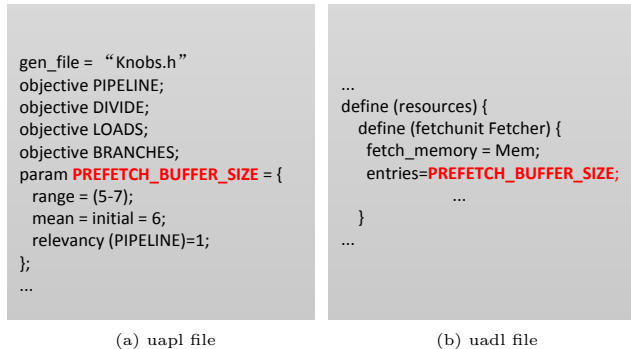 gen_file = “Knobs.h”
objective PIPELINE;
objective DIVIDE;
objective LOADS;
objective BRANCHES;
param PREFETCH_BUFFER_SIZE = {
range = (5-7);
mean = initial = 6;
relevancy (PIPELINE)=1;
};
...
(a) uapl file
...
define (resources) {
define (fetchunit Fetcher) {
fetch_memory = Mem;
entries=PREFETCH_BUFFER_SIZE;
...
}
...
(b) uadl file